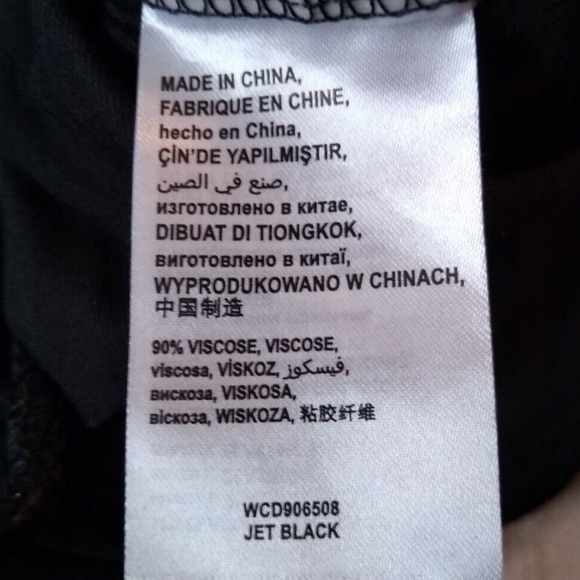 MADE IN CHINA,
FABRIQUE EN CHINE,
hecho en China,
ÇİN'DE YAPILMIŞTIR,
صنع في الصين,
изготовлено в китае,
DIBUAT DI TIONGKOK,
виготовлено в китаї,
WYPRODUKOWANO W CHINACH,
中国制造
90% VISCOSE, VISCOSE,
viscosa, VİSKOZ, فيسكوز,
вискоза, VISKOSA,
віскоза, WISKOZA, 粘胶纤维
WCD906508
JET BLACK